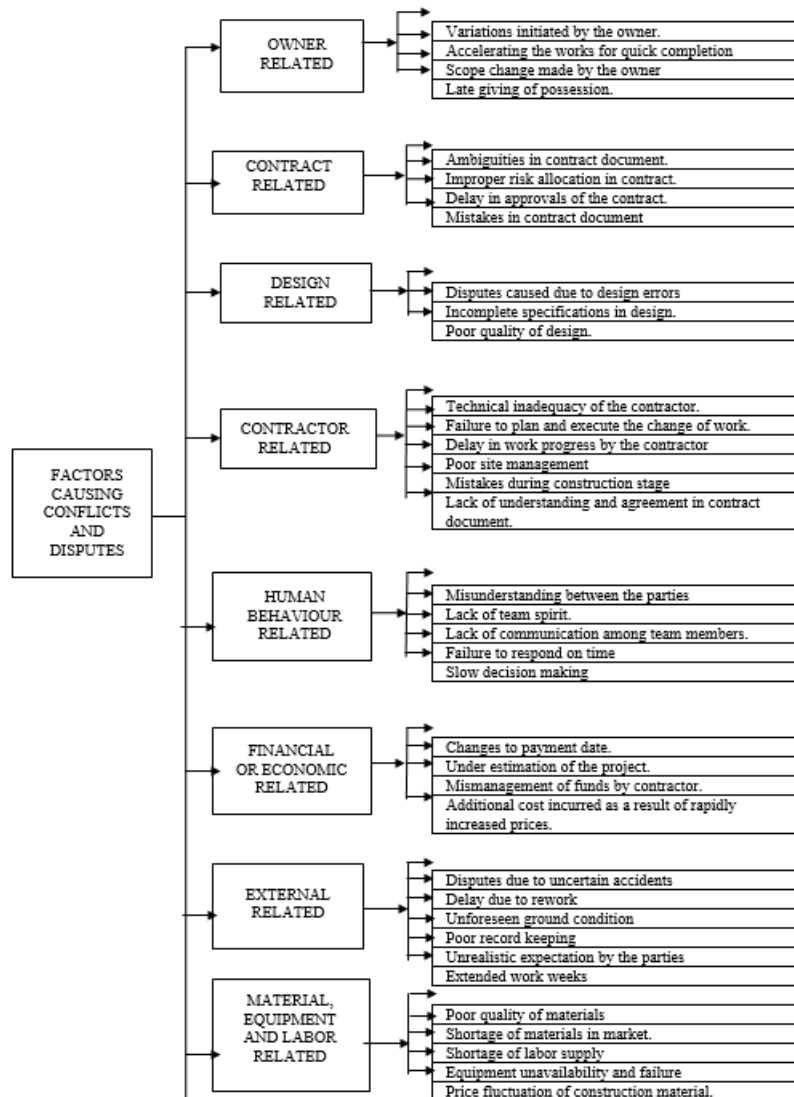 OWNER
RELATED
Variations initiated by the owner.
Accelerating the works for quick completion
Scope change made by the owner
Late giving of possession.
CONTRACT
RELATED
Ambiguities in contract document.
Improper risk allocation in contract.
Delay in approvals of the contract.
Mistakes in contract document
DESIGN
RELATED
Disputes caused due to design errors
Incomplete specifications in design.
Poor quality of design.
CONTRACTOR
RELATED
Technical inadequacy of the contractor.
Failure to plan and execute the change of work.
Delay in work progress by the contractor
Poor site management
Mistakes during construction stage
Lack of understanding and agreement in contract
document.
FACTORS
CAUSING
CONFLICTS
AND
DISPUTES
HUMAN
BEHAVIOUR
RELATED
Misunderstanding between the parties
Lack of team spirit.
Lack of communication among team members.
Failure to respond on time
Slow decision making
FINANCIAL
OR ECONOMIC
RELATED
Changes to payment date.
Under estimation of the project.
Mismanagement of funds by contractor.
Additional cost incurred as a result of rapidly
increased prices.
EXTERNAL
RELATED
Disputes due to uncertain accidents
Delay due to rework
Unforeseen ground condition
Poor record keeping
Unrealistic expectation by the parties
Extended work weeks
MATERIAL,
EQUIPMENT
AND LABOR
RELATED
Poor quality of materials
Shortage of materials in market.
Shortage of labor supply
Equipment unavailability and failure
Price fluctuation of construction material.